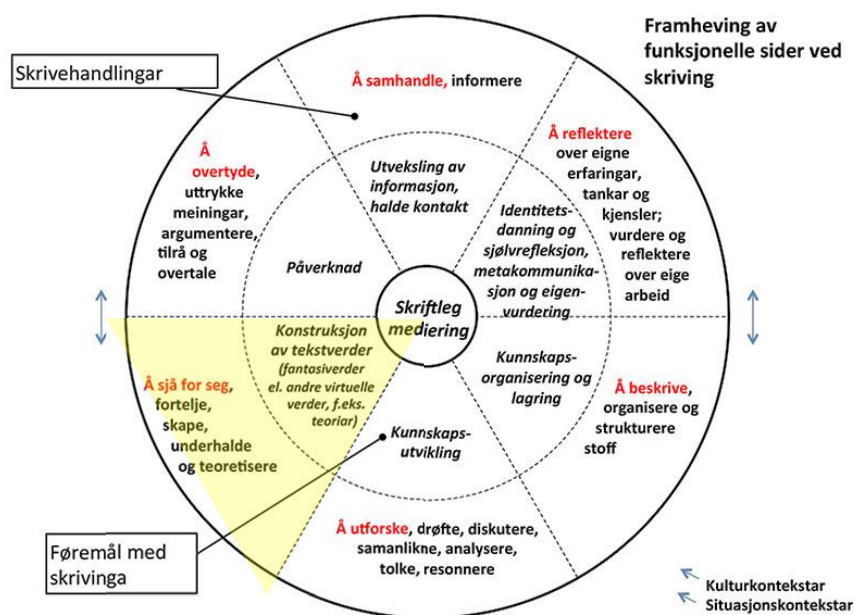 Framheving av
funksjonelle sider ved
skriving
Skrivehandlingar
Å samhandle, informere
Å reflektere
over eigne
erfaringar,
tankar og
kjensler;
vurdere og
reflektere
over eige
arbeid
Å
overtyde,
uttrykke
meiningar,
argumentere,
tilrå og
overtale
Utveksling av
informasjon,
halde kontakt
Identitets-
danning og
sjølvrefleksjon,
metakommunika-
sjon og eigen-
vurdering
Påverknad
Skriftleg
mediering
Konstruksjon
av tekstverder
(fantasiverder
el. andre virtuelle
verder, f.eks.
teoriar)
Kunnskaps-
organisering og
lagring
Å sjå for seg,
fortelje,
skape,
underhalde
og teoretisere
Å beskrive,
organisere og
strukturere
stoff
Kunnskaps-
utvikling
Føremål med
skrivinga
Å utforske, drøfte, diskutere,
samanlikne, analysere,
tolke, resonnere
Kulturkontekstar
Situasjonskontekstar